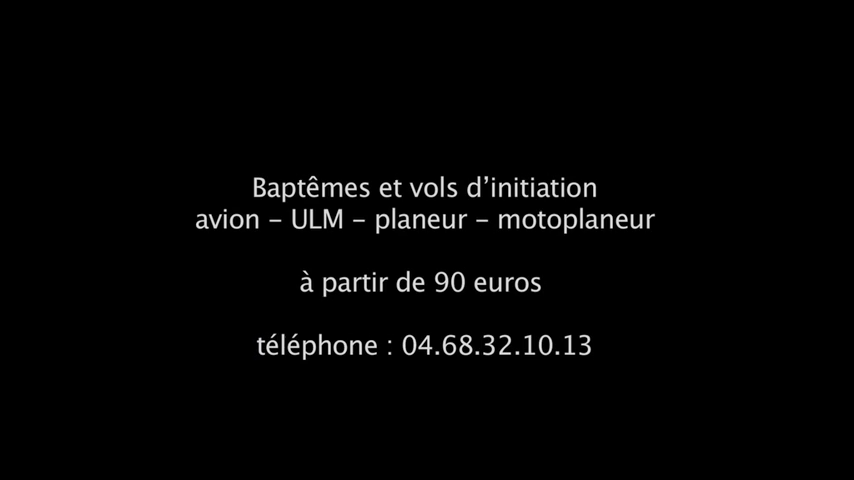 Baptêmes et vols d’initiation
avion – ULM – planeur – motoplaneur
à partir de 90 euros
téléphone : 04.68.32.10.13